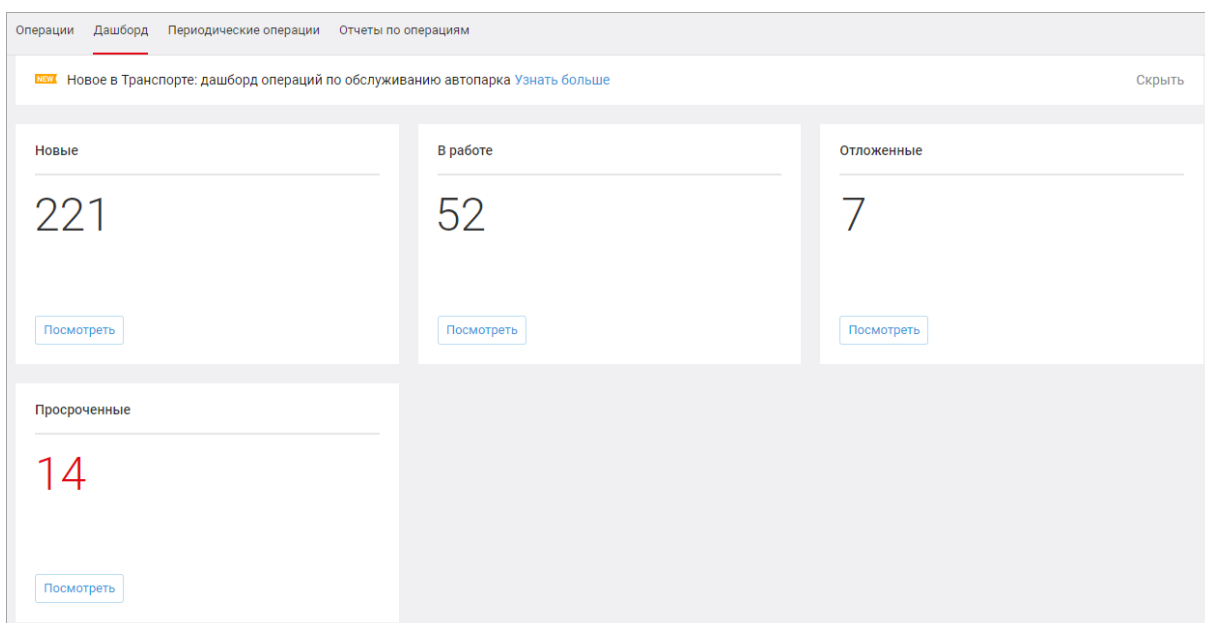 Операции Дашборд Периодические операции Отчеты по операциям
NEW Новое в Транспорте: дашборд операций по обслуживанию автопарка Узнать больше Скрыть
Новые В работе Отложенные
221 52 7
Посмотреть Посмотреть Посмотреть
Просроченные
14
Посмотреть